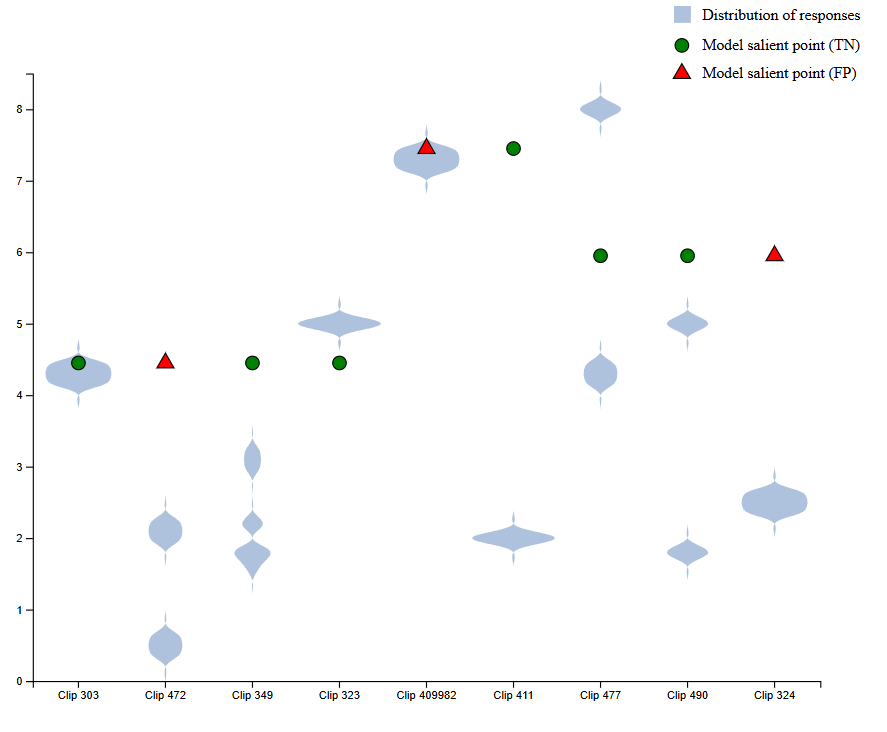 Distribution of responses
Model salient point (TN)
Model salient point (FP)
8
7
6
5
4
3
2
1
0
Clip 303 Clip 472 Clip 349 Clip 323 Clip 409982 Clip 411 Clip 477 Clip 490 Clip 324